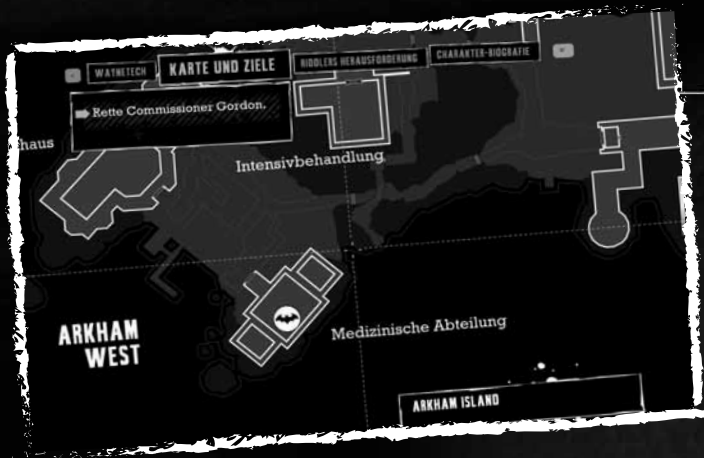 WAYNETECH
KARTE UND ZIELE
RIDDLERS HERAUSFORDERUNG
CHARAKTER-BIOGRAFIE
Rette Commissioner Gordon.
haus
Intensivbehandlung
Medizinische Abteilung
ARKHAM
WEST
ARKHAM ISLAND